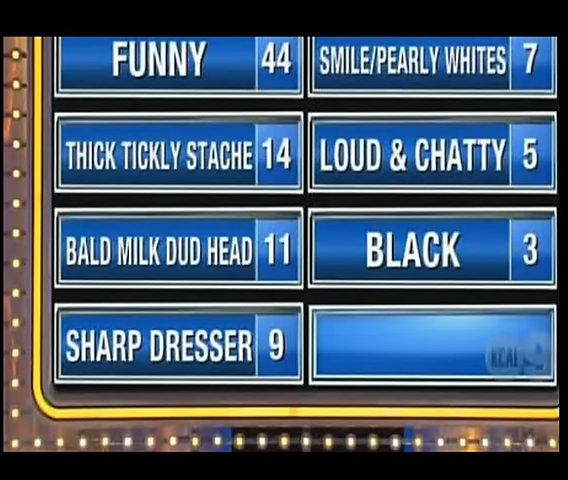 FUNNY 44
THICK TICKLY STACHE 14
BALD MILK DUD HEAD 11
SHARP DRESSER 9
SMILE/PEARLY WHITES 7
LOUD & CHATTY 5
BLACK 3
KCAL